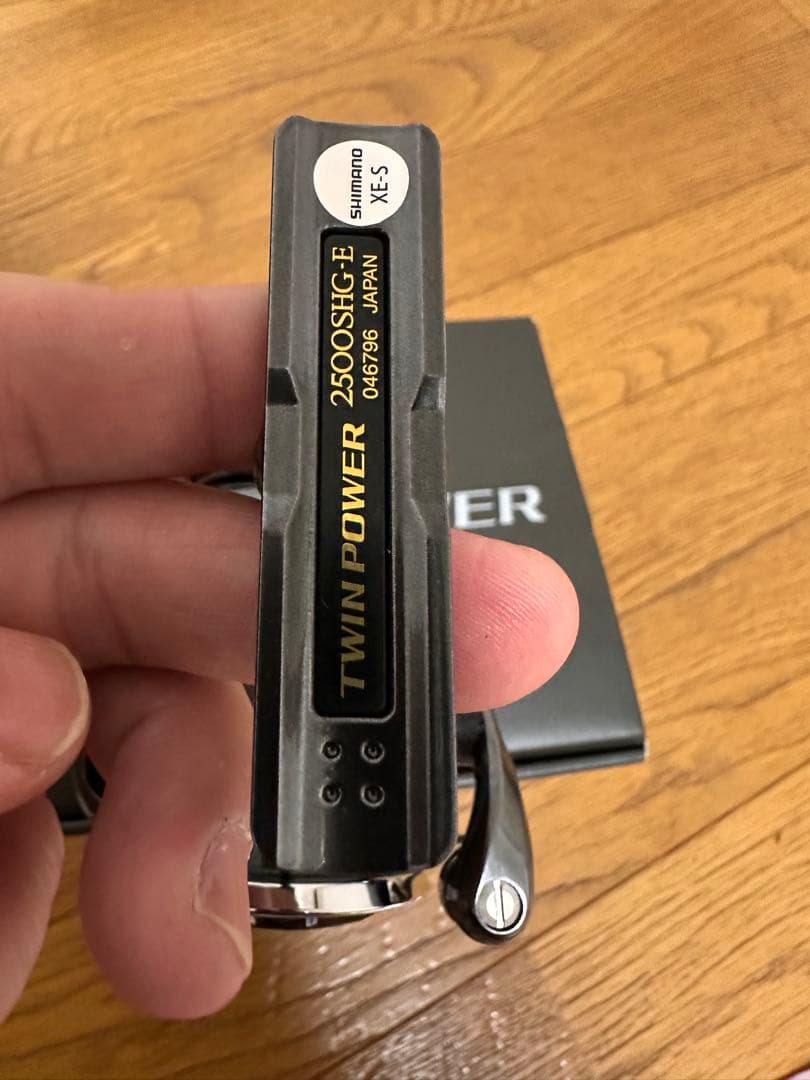 SHIMANO
XE-S
TWIN POWER 2500SHG-E
046796 JAPAN
ER